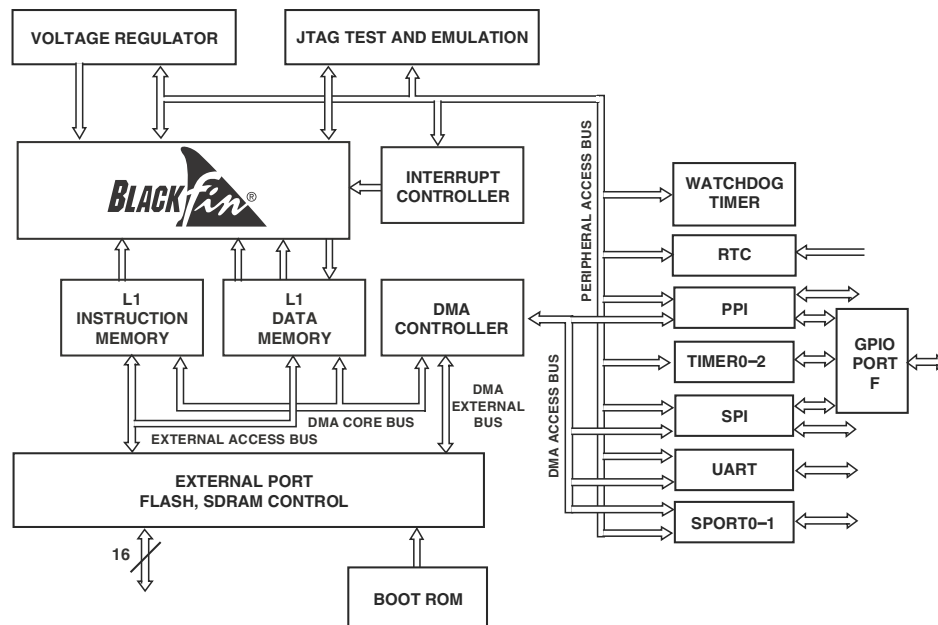 VOLTAGE REGULATOR
JTAG TEST AND EMULATION
BLACKfin®
INTERRUPT
CONTROLLER
PERIPHERAL ACCESS BUS
WATCHDOG
TIMER
RTC
L1
INSTRUCTION
MEMORY
L1
DATA
MEMORY
DMA
CONTROLLER
PPI
GPIO
PORT
F
TIMER0–2
DMA ACCESS BUS
DMA
EXTERNAL
BUS
DMA CORE BUS
EXTERNAL ACCESS BUS
SPI
UART
SPORT0–1
EXTERNAL PORT
FLASH, SDRAM CONTROL
16
BOOT ROM